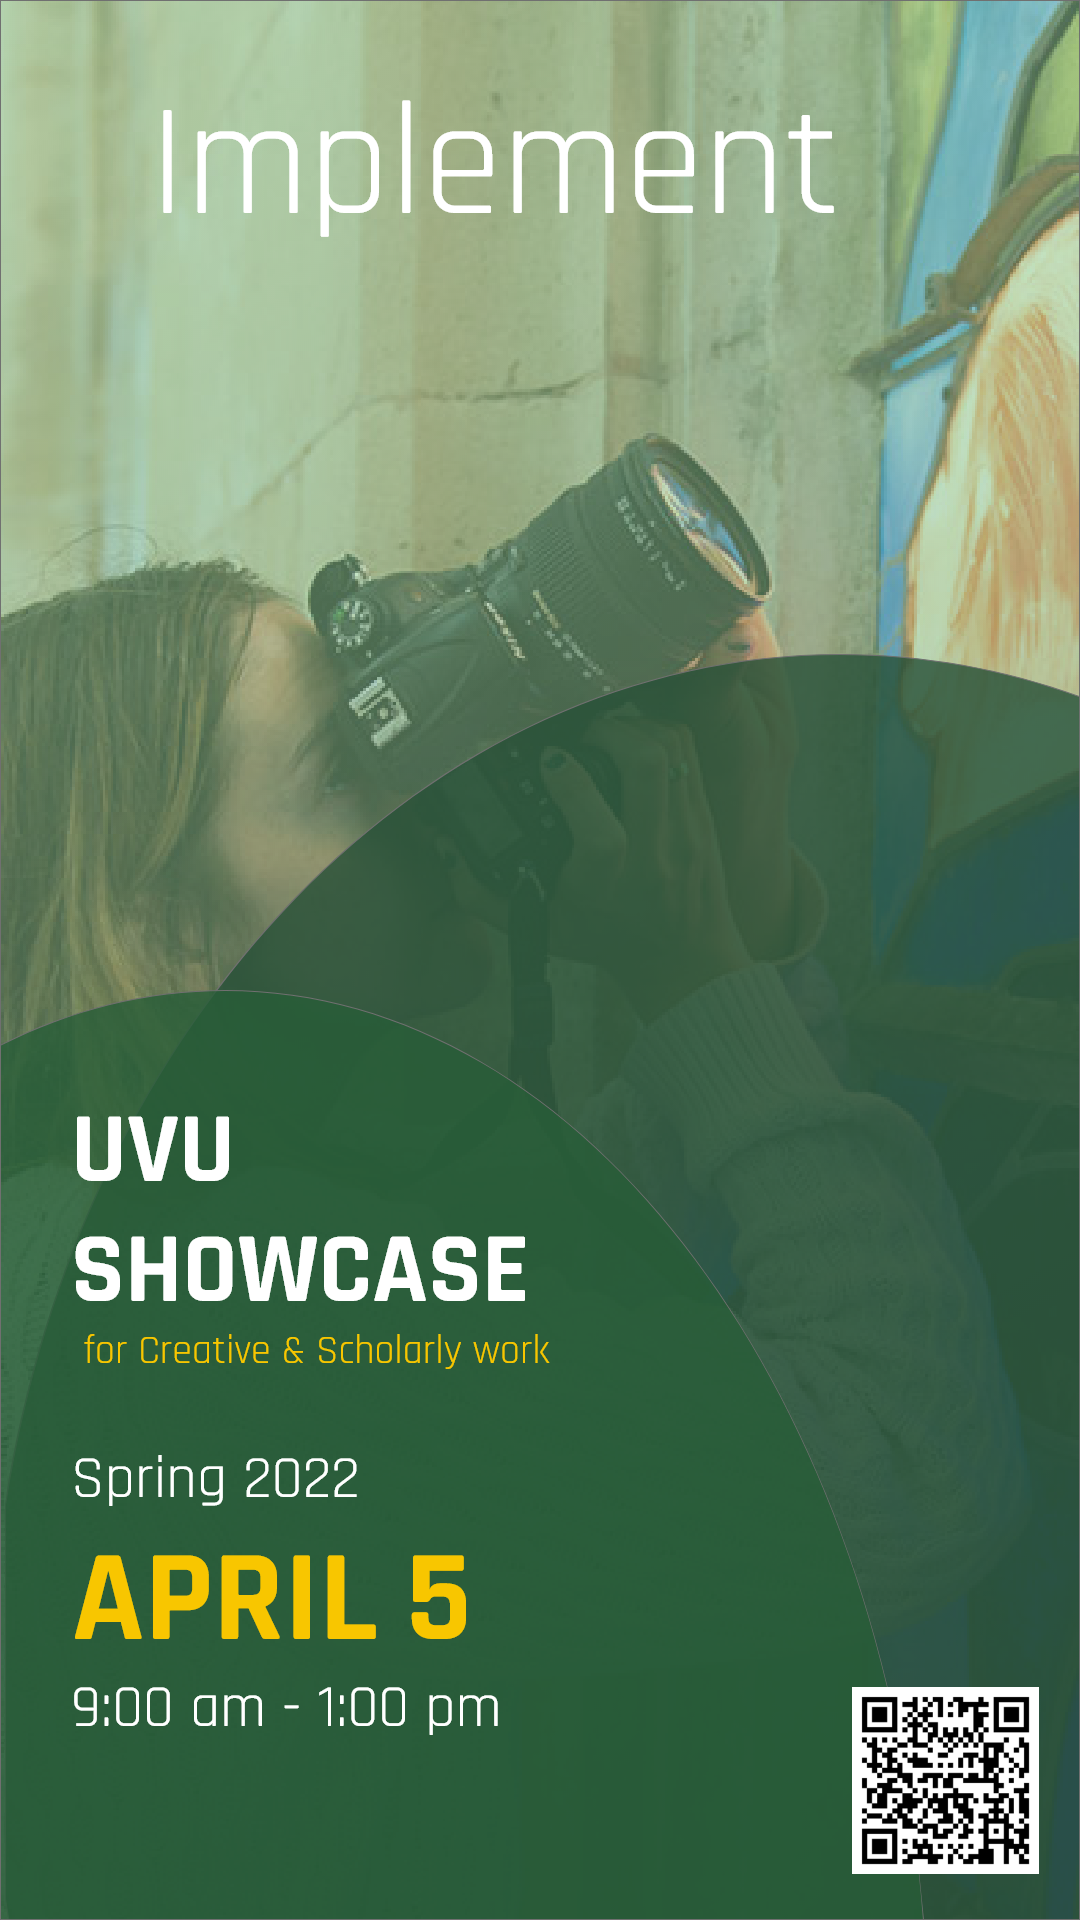 Implement
UVU
SHOWCASE
for Creative & Scholarly work
Spring 2022
APRIL 5
9:00 am - 1:00 pm